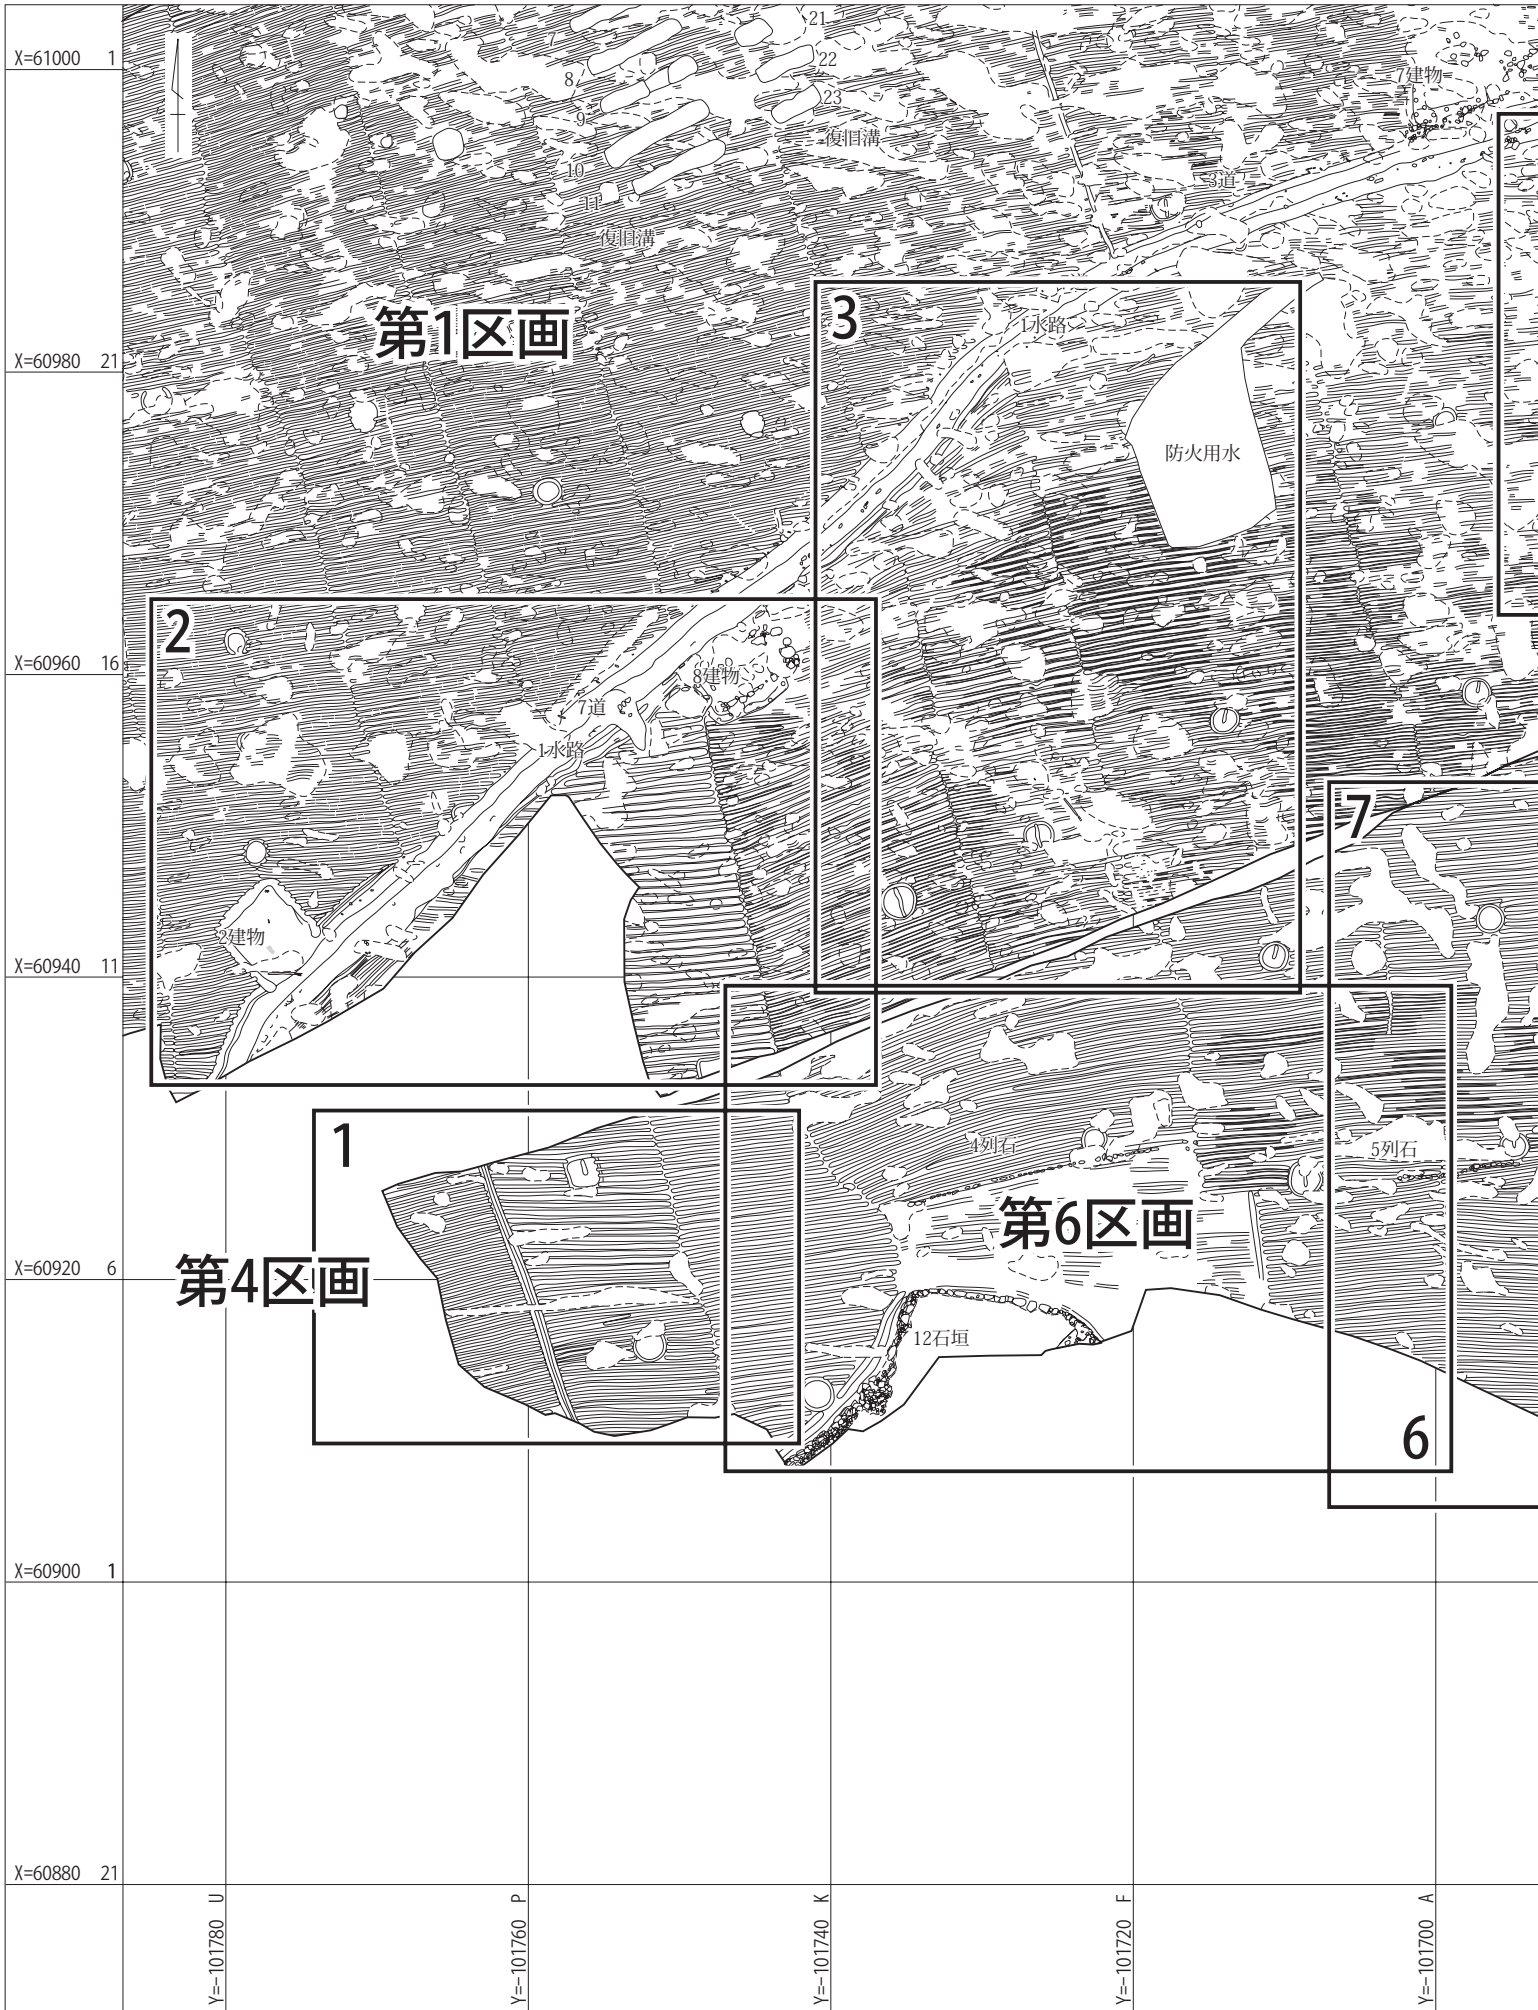 21
7
X=61000 1
22
8
7建物
23
9
復旧溝
10
3道
11
復旧溝
3
1水路
第1区画
X=60980 21
防火用水
2
X=60960 16
8建物
7道
1水路
7
2建物
X=60940 11
1
4列石
5列石
第6区画
第4区画
X=60920 6
12石垣
6
X=60900 1
X=60880 21
Y=-101780 U
Y=-101760 P
Y=-101740 K
Y=-101720 F
Y=-101700 A